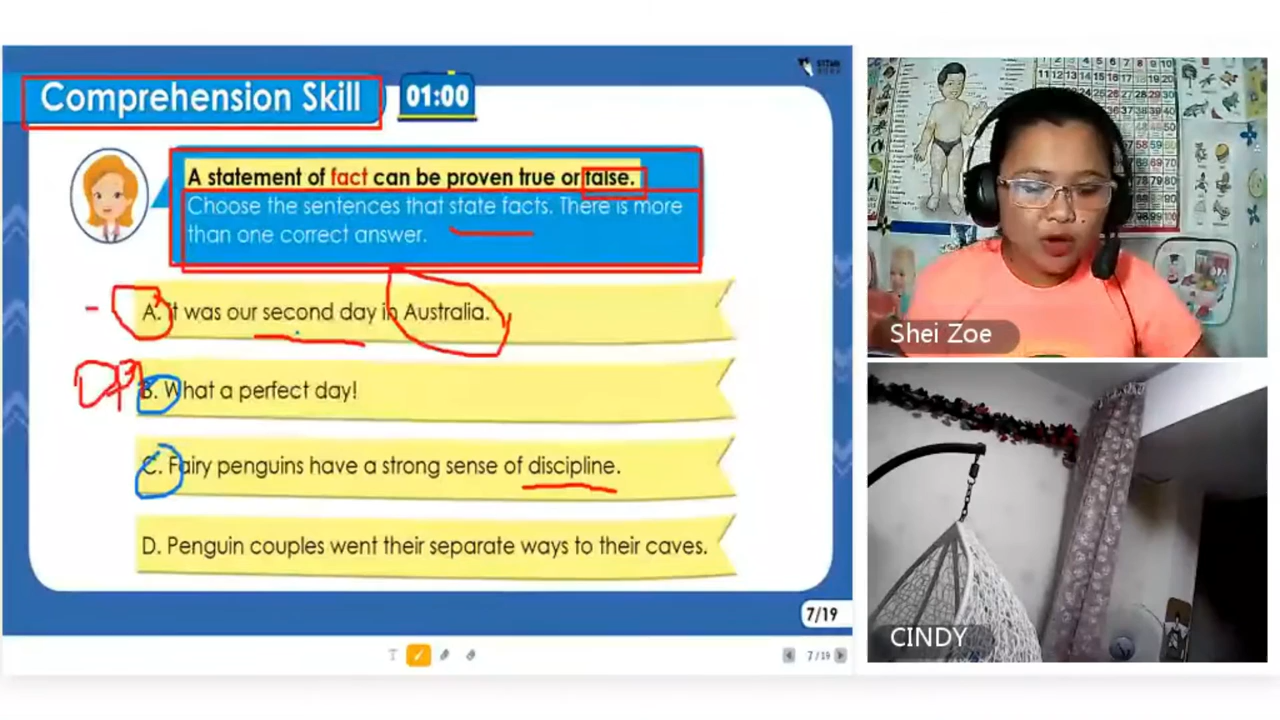 Comprehension Skill
01:00
A statement of fact can be proven true or false.
Choose the sentences that state facts. There is more
than one correct answer.
A. It was our second day in Australia.
B. What a perfect day!
C. Fairy penguins have a strong sense of discipline.
D. Penguin couples went their separate ways to their caves.
7/19
7/19
Shei Zoe
CINDY